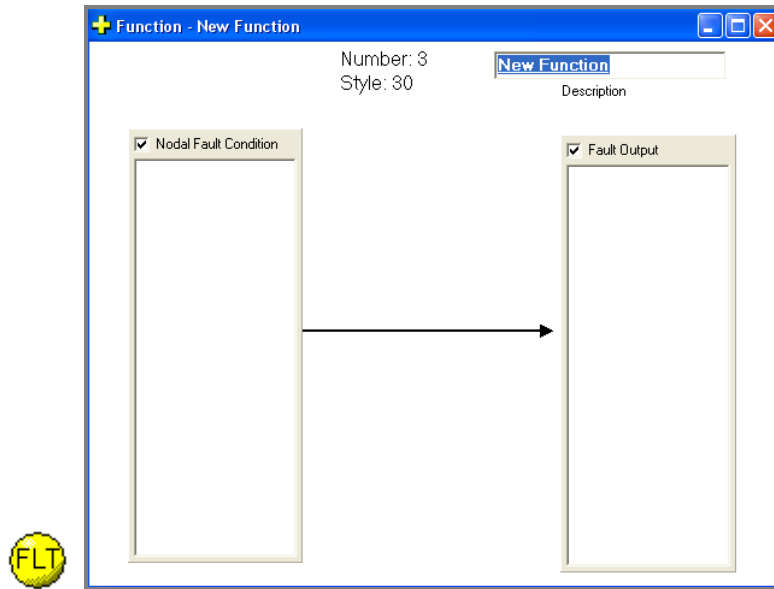 Function - New Function
Number: 3
Style: 30
New Function
Description
Nodal Fault Condition
Fault Output
FLT